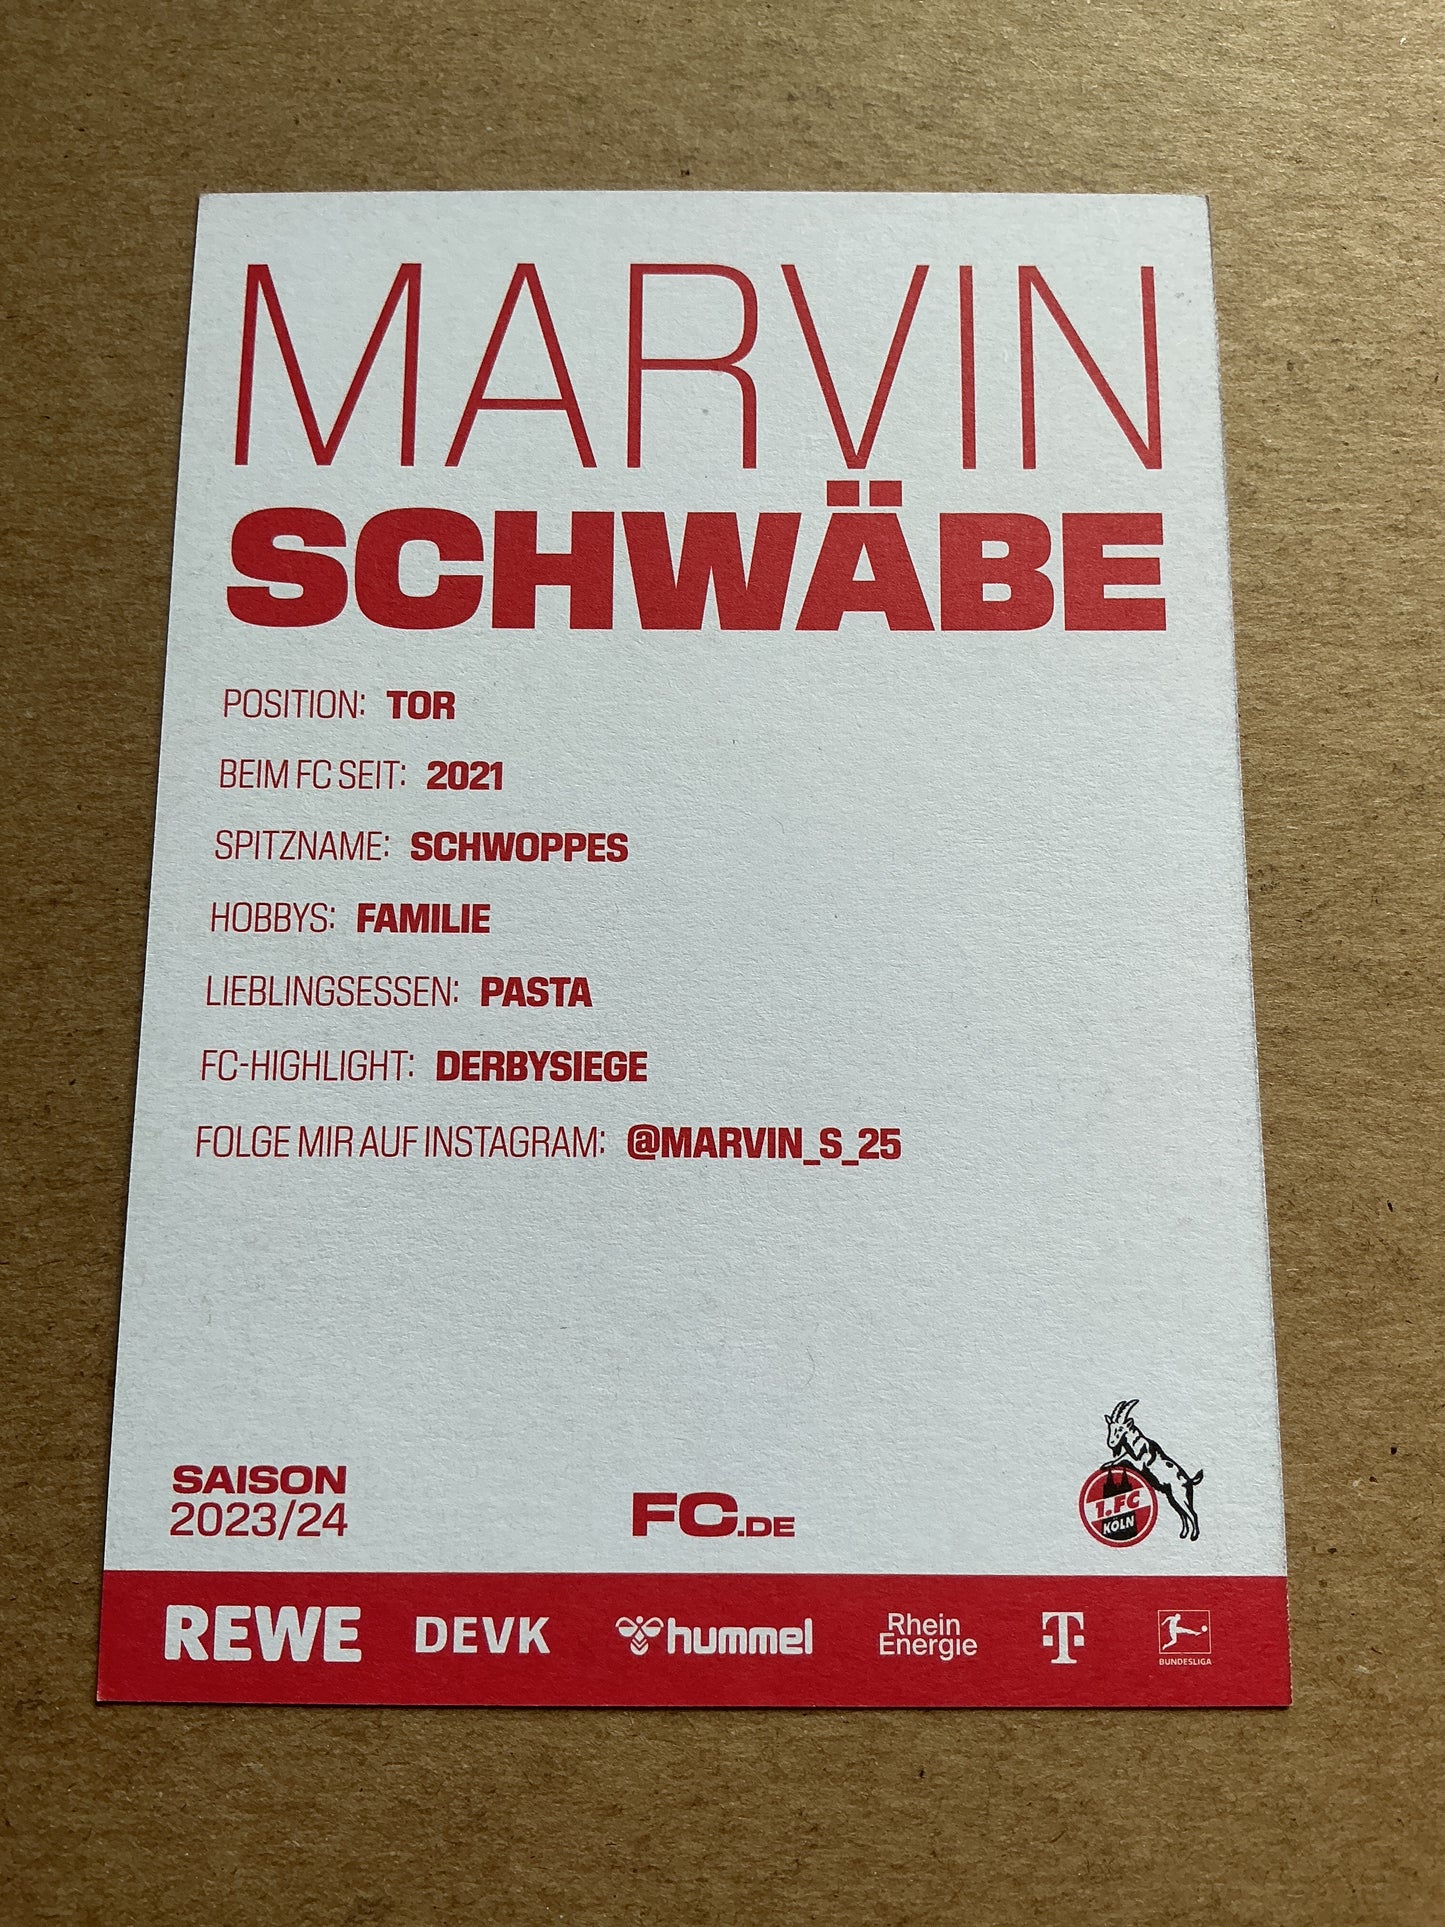 MARVIN
SCHWÄBE
POSITION: TOR
BEIM FC SEIT: 2021
SPITZNAME: SCHWOPPES
HOBBYS: FAMILIE
LIEBLINGSESSEN: PASTA
FC-HIGHLIGHT: DERBYSIEGE
FOLGE MIR AUF INSTAGRAM: @MARVIN_S_25
SAISON
2023/24
FC.DE
1.FC
KÖLN
REWE
DEVK
hummel
Rhein
Energie
T
BUNDESLIGA